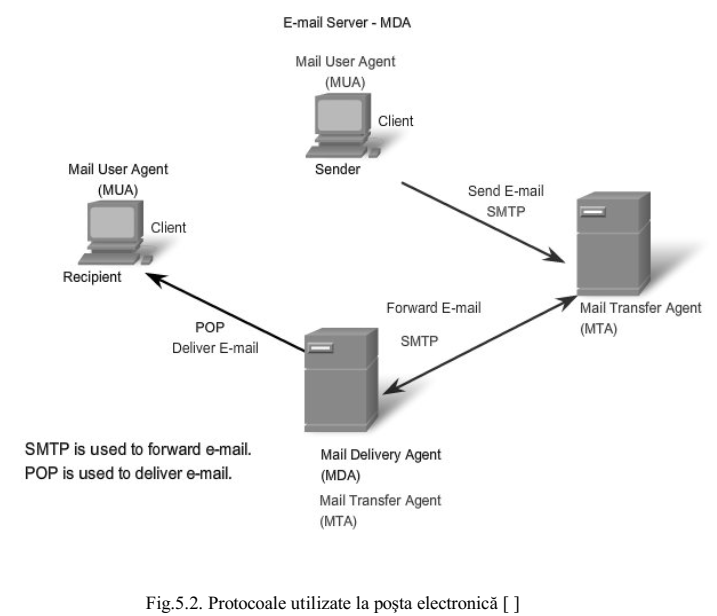 E-mail Server - MDA
Mail User Agent
(MUA)
Client
Sender
Mail User Agent
(MUA)
Client
Recipient
Send E-mail
SMTP
Mail Transfer Agent
(MTA)
Forward E-mail
SMTP
POP
Deliver E-mail
Mail Delivery Agent
(MDA)
Mail Transfer Agent
(MTA)
SMTP is used to forward e-mail.
POP is used to deliver e-mail.
Fig.5.2. Protocoale utilizate la poşta electronică [ ]